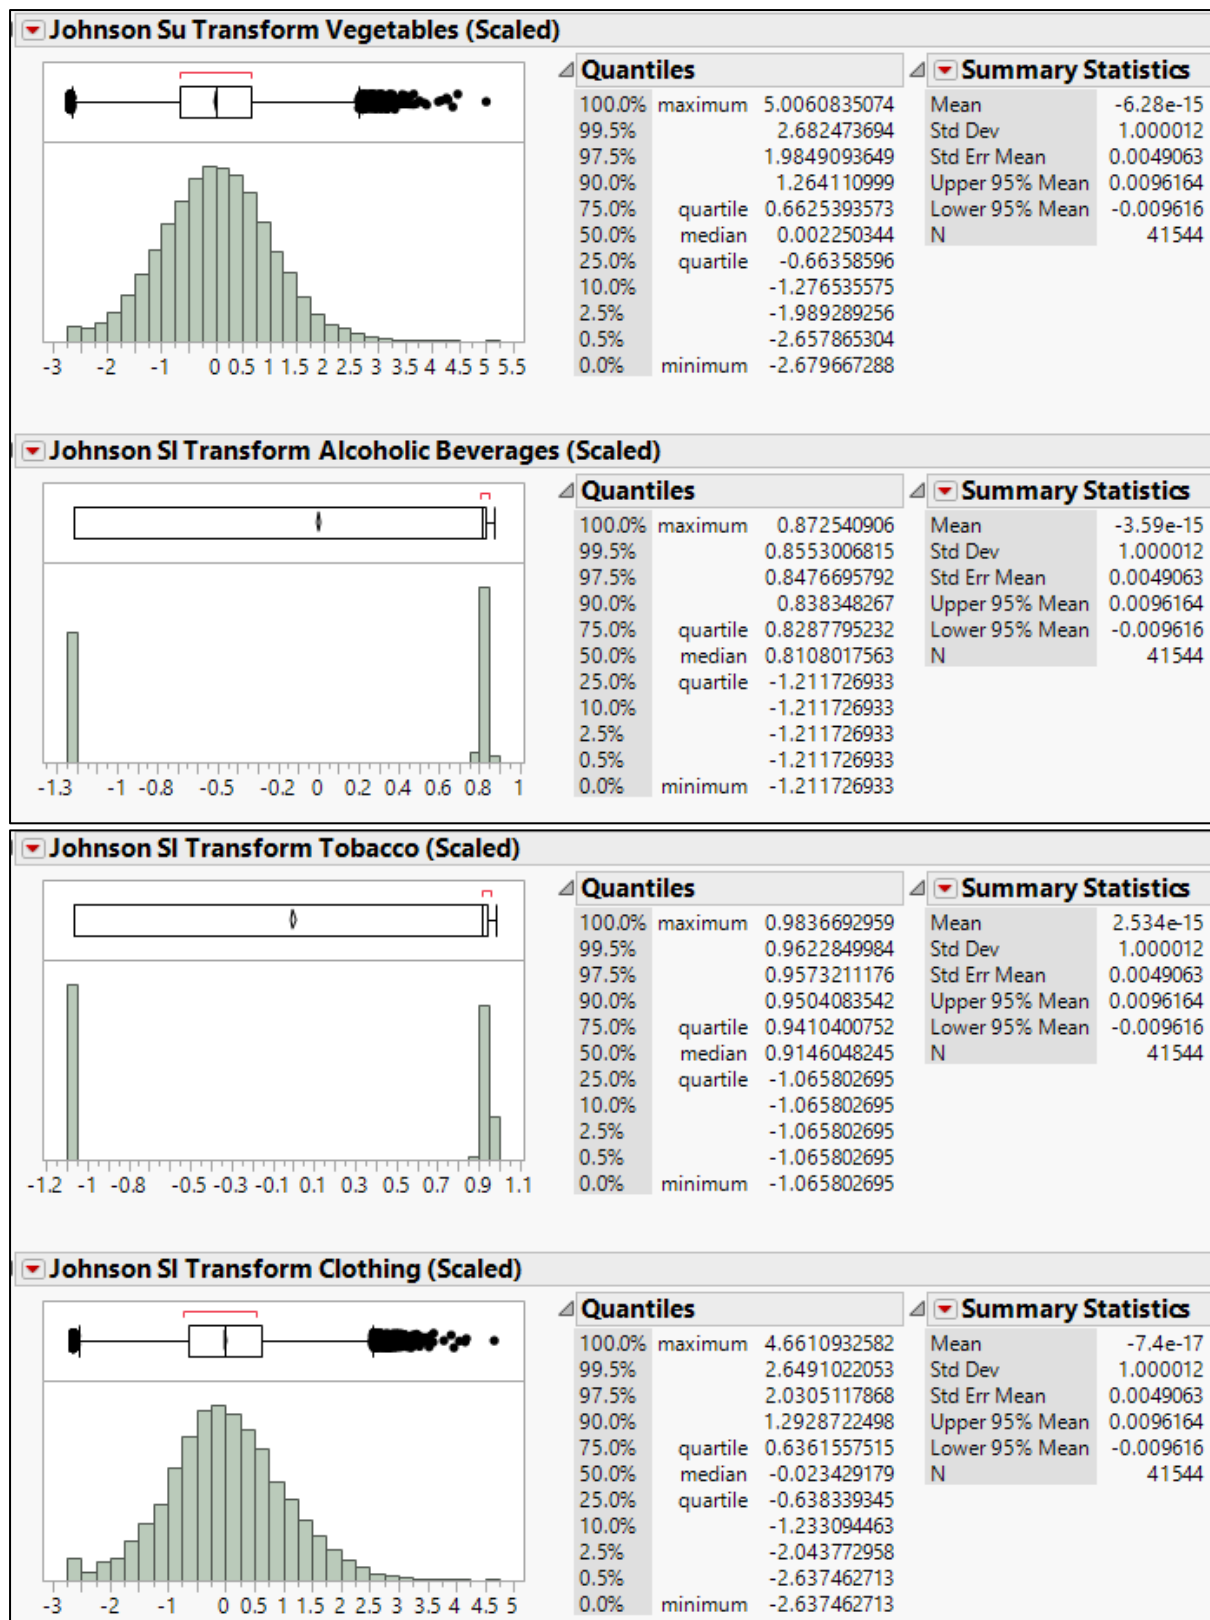 Johnson Su Transform Vegetables (Scaled)
Quantiles
100.0% maximum 5.0060835074
99.5% 2.682473694
97.5% 1.9849093649
90.0% 1.264110999
75.0% quartile 0.6625393573
50.0% median 0.002250344
25.0% quartile -0.66358596
10.0% -1.276535575
2.5% -1.989289256
0.5% -2.657865304
0.0% minimum -2.679667288
Summary Statistics
Mean -6.28e-15
Std Dev 1.000012
Std Err Mean 0.0049063
Upper 95% Mean 0.0096164
Lower 95% Mean -0.009616
N 41544
-3 -2 -1 0 0.5 1 1.5 2 2.5 3 3.5 4 4.5 5 5.5
Johnson Sl Transform Alcoholic Beverages (Scaled)
Quantiles
100.0% maximum 0.872540906
99.5% 0.8553006815
97.5% 0.8476695792
90.0% 0.838348267
75.0% quartile 0.8287795232
50.0% median 0.8108017563
25.0% quartile -1.211726933
10.0% -1.211726933
2.5% -1.211726933
0.5% -1.211726933
0.0% minimum -1.211726933
Summary Statistics
Mean -3.59e-15
Std Dev 1.000012
Std Err Mean 0.0049063
Upper 95% Mean 0.0096164
Lower 95% Mean -0.009616
N 41544
-1.3 -1 -0.8 -0.5 -0.2 0 0.2 0.4 0.6 0.8 1
Johnson Sl Transform Tobacco (Scaled)
Quantiles
100.0% maximum 0.9836692959
99.5% 0.9622849984
97.5% 0.9573211176
90.0% 0.9504083542
75.0% quartile 0.9410400752
50.0% median 0.9146048245
25.0% quartile -1.065802695
10.0% -1.065802695
2.5% -1.065802695
0.5% -1.065802695
0.0% minimum -1.065802695
Summary Statistics
Mean 2.534e-15
Std Dev 1.000012
Std Err Mean 0.0049063
Upper 95% Mean 0.0096164
Lower 95% Mean -0.009616
N 41544
-1.2 -1 -0.8 -0.5 -0.3 -0.1 0.1 0.3 0.5 0.7 0.9 1.1
Johnson Sl Transform Clothing (Scaled)
Quantiles
100.0% maximum 4.6610932582
99.5% 2.6491022053
97.5% 2.0305117868
90.0% 1.2928722498
75.0% quartile 0.6361557515
50.0% median -0.023429179
25.0% quartile -0.638339345
10.0% -1.233094463
2.5% -2.043772958
0.5% -2.637462713
0.0% minimum -2.637462713
Summary Statistics
Mean -7.4e-17
Std Dev 1.000012
Std Err Mean 0.0049063
Upper 95% Mean 0.0096164
Lower 95% Mean -0.009616
N 41544
-3 -2 -1 0 0.5 1 1.5 2 2.5 3 3.5 4 4.5 5